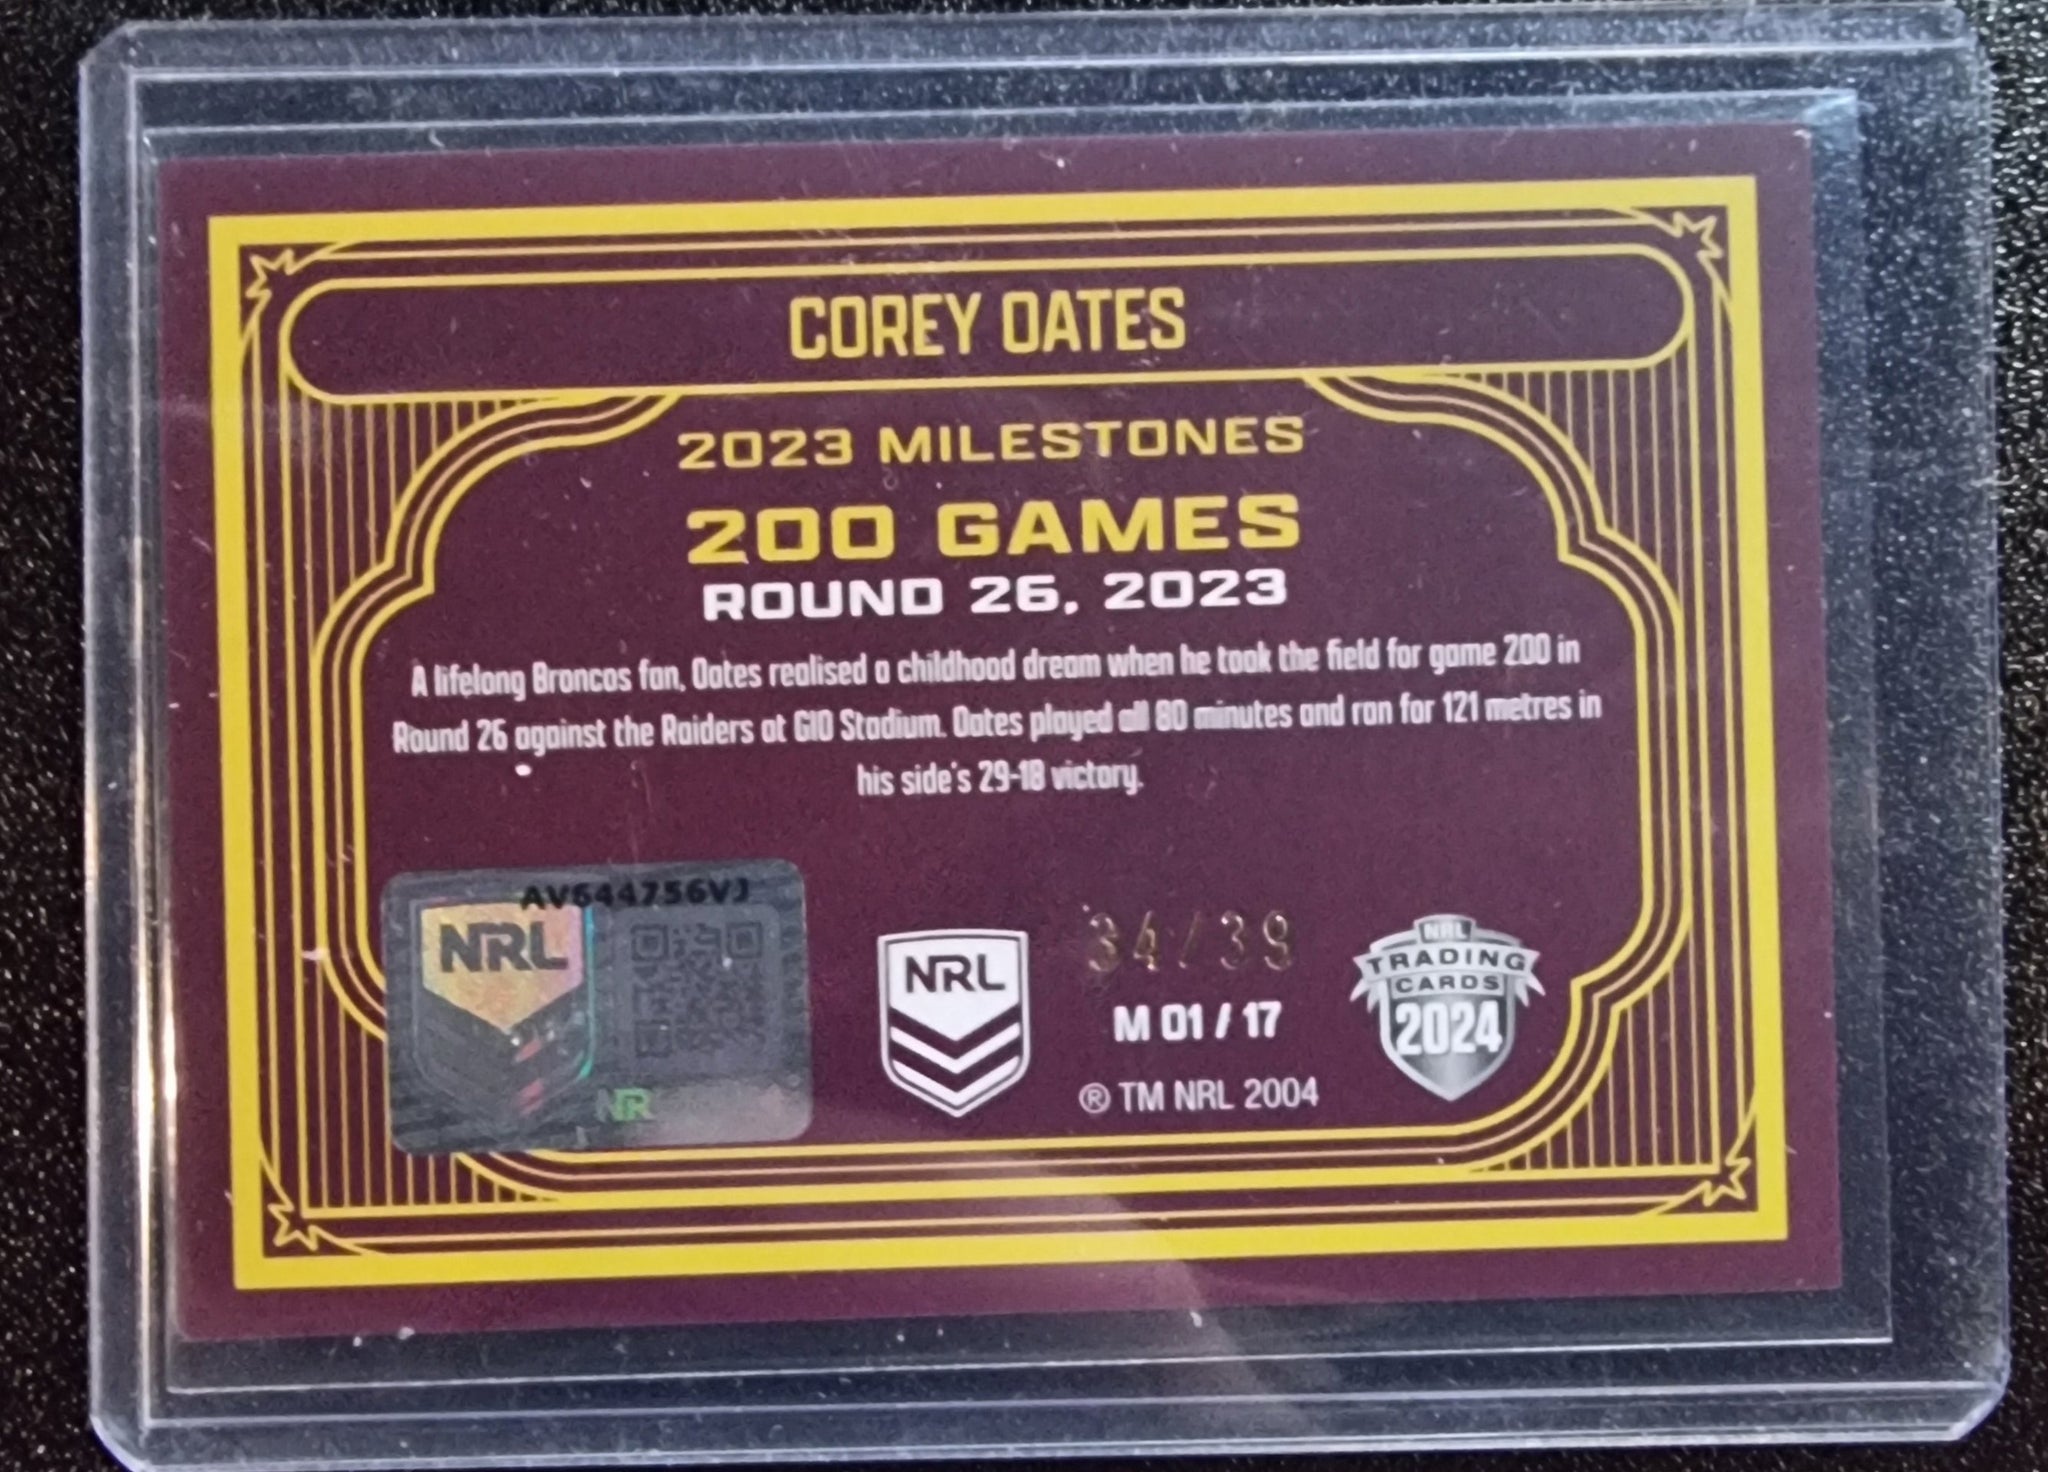 COREY OATES
2023 MILESTONES
200 GAMES
ROUND 26, 2023
A lifelong Broncos fan, Oates realised a childhood dream when he took the field for game 200 in
Round 26 against the Raiders at GIO Stadium. Oates played all 80 minutes and ran for 121 metres in
his side's 29-18 victory.
AV644756VJ
NRL
NRL
NRL
34/39
M 01 / 17
® TM NRL 2004
NRL
TRADING
CARDS
2024